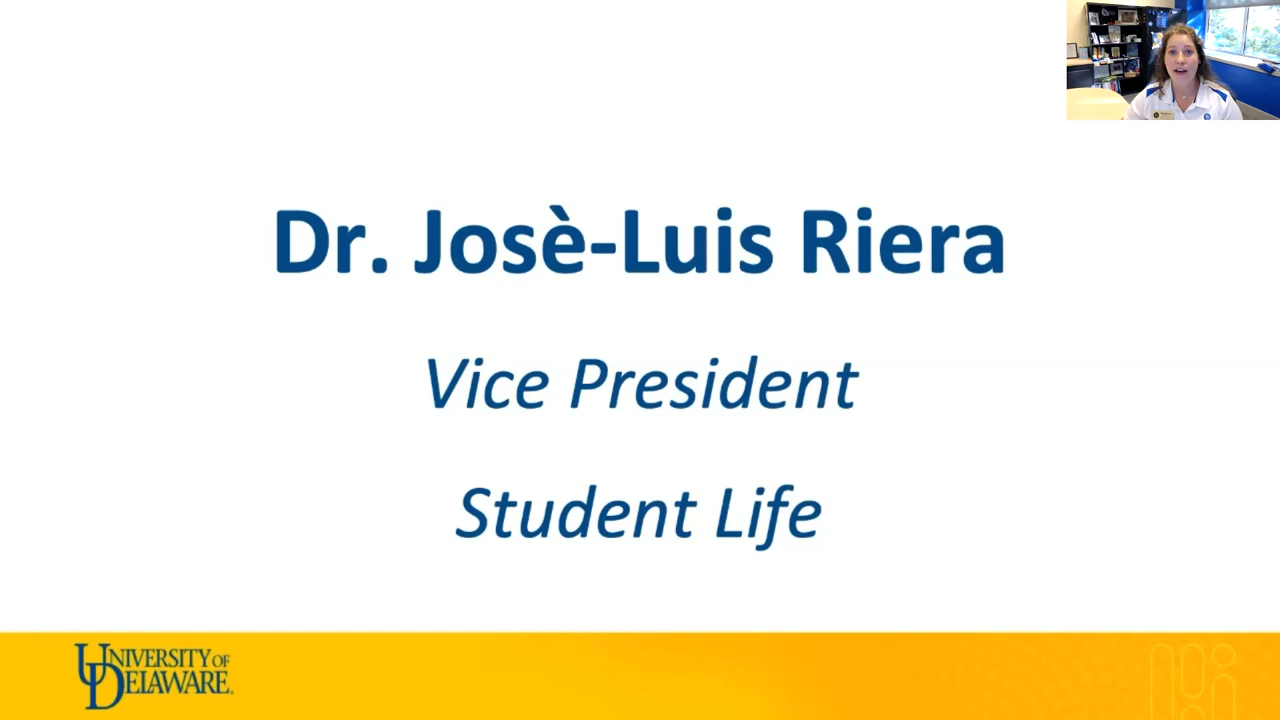 Dr. Josè-Luis Riera
Vice President
Student Life
UNIVERSITY OF
DELAWARE